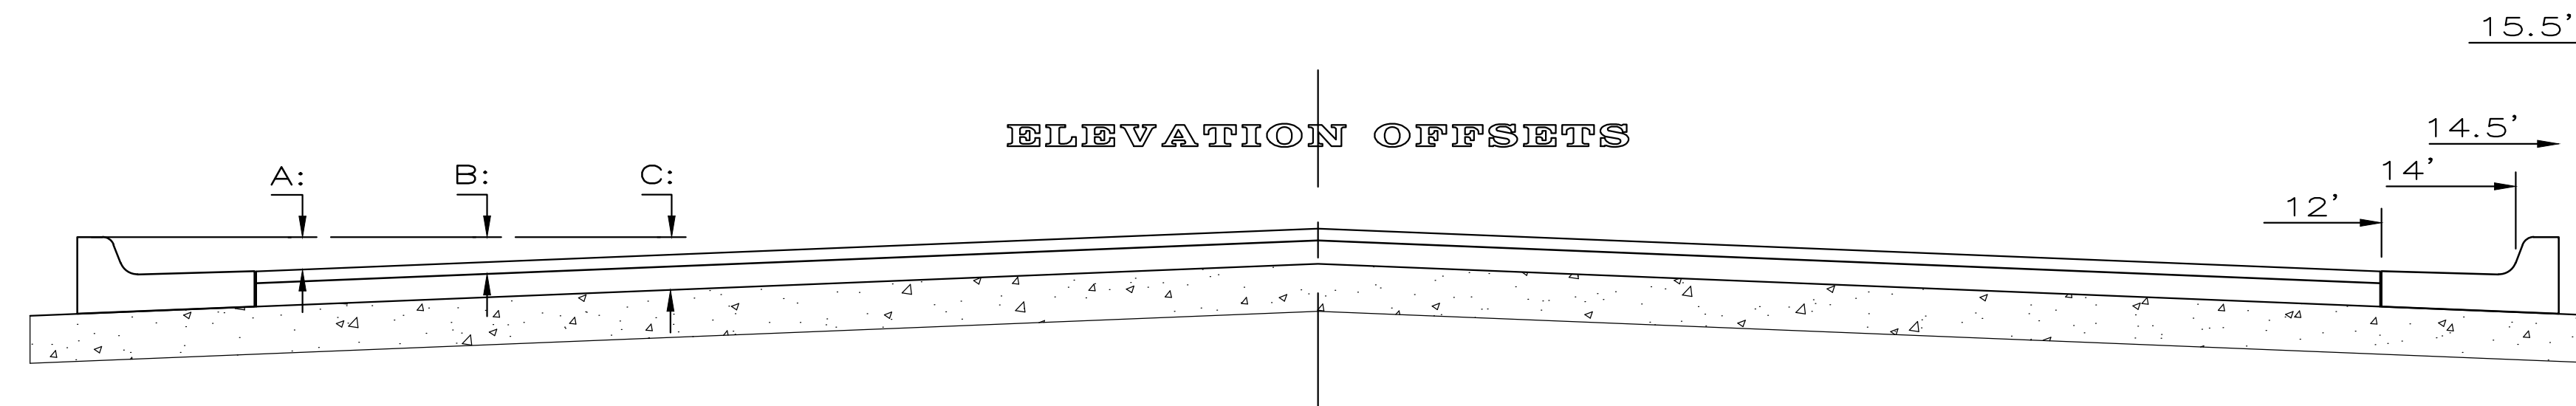 15.5'
ELEVATION OFFSETS
14.5'
A: B: C:
14'
12'